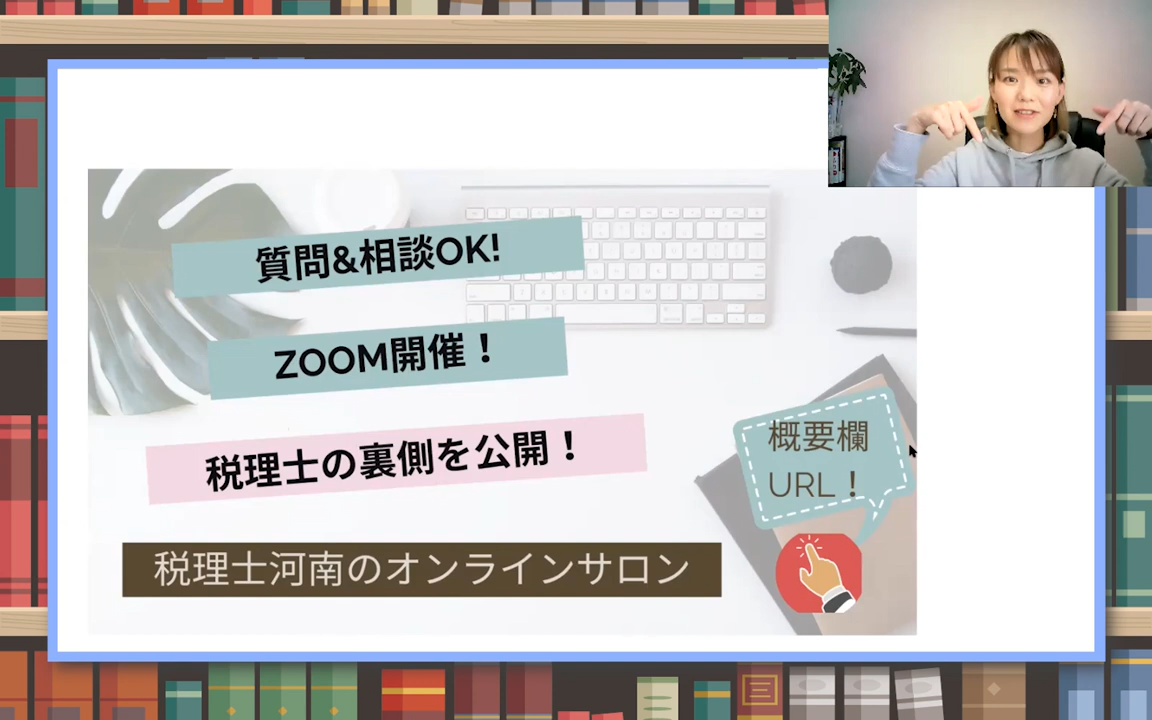 質問&相談OK!
ZOOM開催！
税理士の裏側を公開！
概要欄
URL！
税理士河南のオンラインサロン